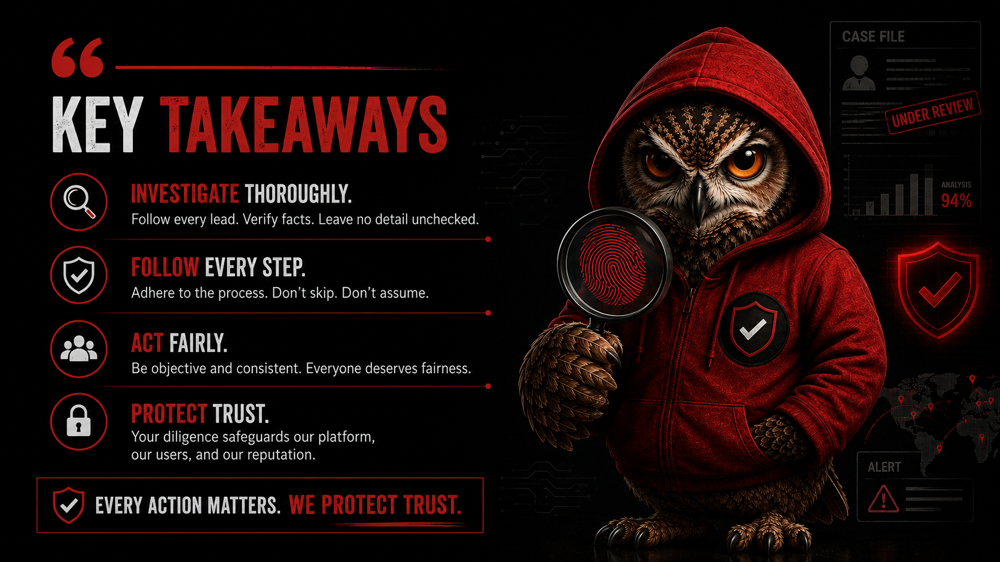 KEY TAKEAWAYS
INVESTIGATE THOROUGHLY.
Follow every lead. Verify facts. Leave no detail unchecked.
FOLLOW EVERY STEP.
Adhere to the process. Don’t skip. Don’t assume.
ACT FAIRLY.
Be objective and consistent. Everyone deserves fairness.
PROTECT TRUST.
Your diligence safeguards our platform,
our users, and our reputation.
EVERY ACTION MATTERS. WE PROTECT TRUST.
CASE FILE
UNDER REVIEW
ANALYSIS
94%
ALERT